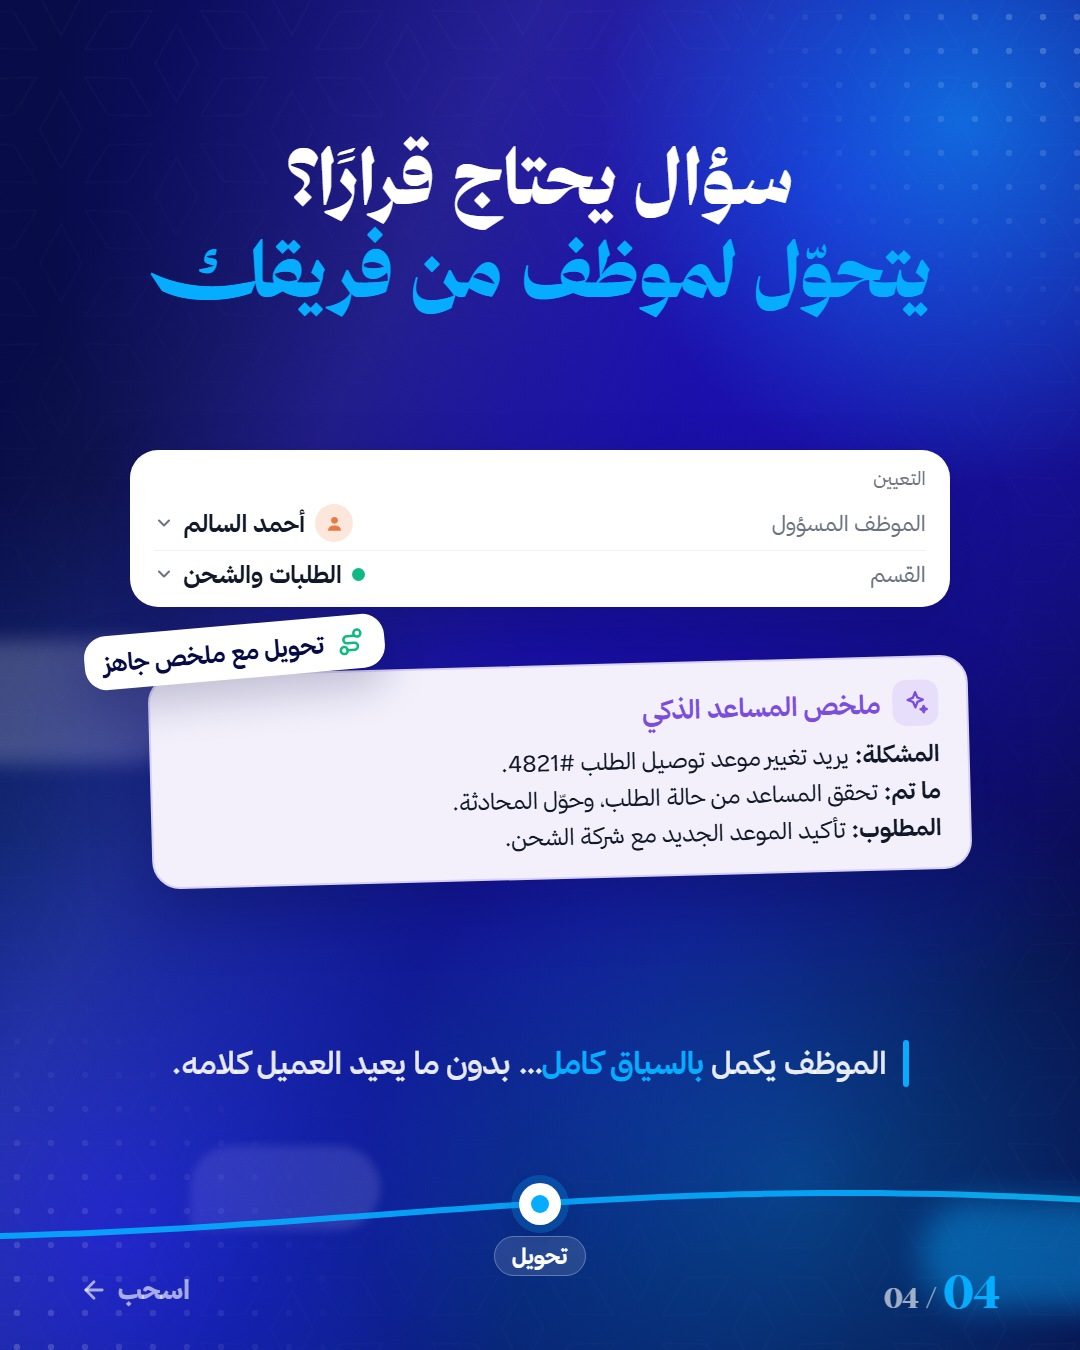 سؤال يحتاج قرارًا؟
يتحوّل لموظف من فريقك
التعيين
الموظف المسؤول
أحمد السالم
القسم
الطلبات والشحن
تحويل مع ملخص جاهز
ملخص المساعد الذكي
المشكلة: يريد تغيير موعد توصيل الطلب #4821.
ما تم: تحقق المساعد من حالة الطلب، وحوّل المحادثة.
المطلوب: تأكيد الموعد الجديد مع شركة الشحن.
الموظف يكمل بالسياق كامل... بدون ما يعيد العميل كلامه.
تحويل
04 / 04
اسحب ←